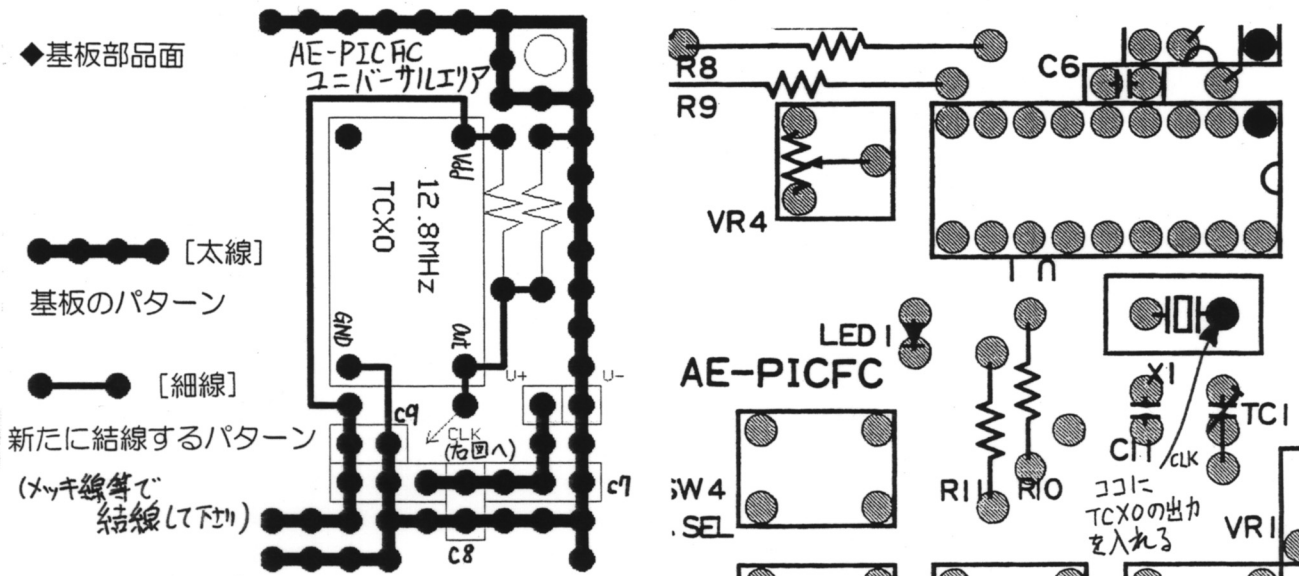 ◆基板部品面
AE-PICFC
ユニバーサルエリア
Vdd
12.8MHz
TCXO
GND
Out
[太線]
基板のパターン
[細線]
新たに結線するパターン
(メッキ線等で
結線して下さい)
U+
U-
C9
CLK
(右図へ)
C7
C8
R8
R9
C6
VR4
LED1
AE-PICFC
X1
TC1
C11
CLK
SW4
SEL
R11
R10
ココに
TCXOの出力
を入れる
VR1